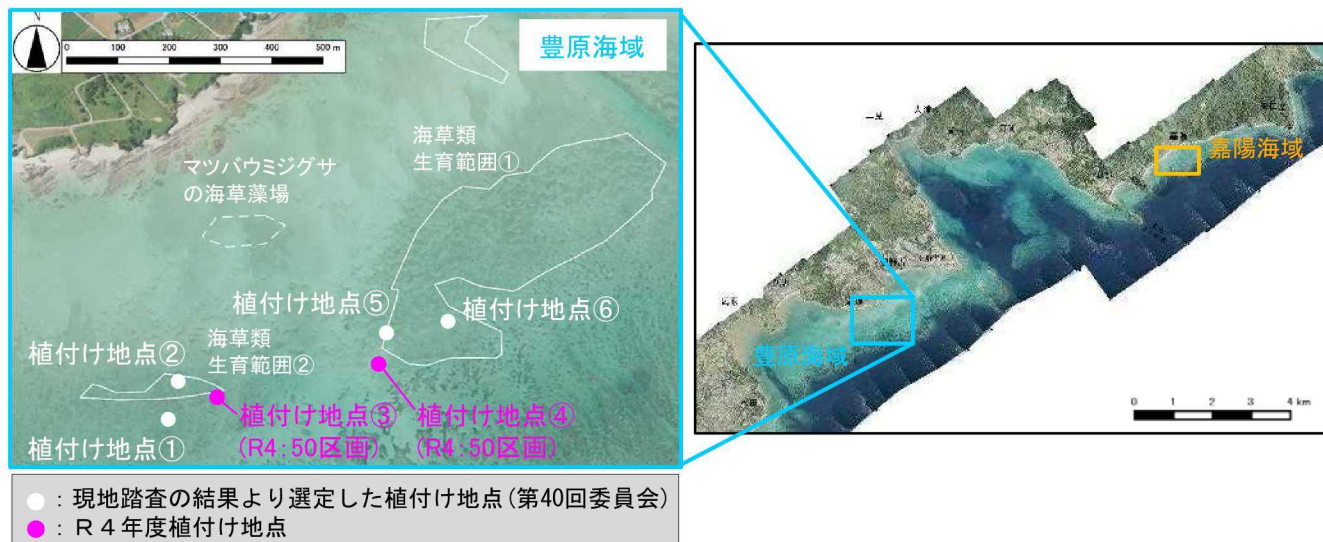 0 100 200 300 400 500 m
豊原海域
海草類
生育範囲①
マツバウミジグサ
の海草藻場
植付け地点⑤
植付け地点⑥
海草類
生育範囲②
植付け地点②
植付け地点③
(R4:50区画)
植付け地点④
(R4:50区画)
植付け地点①
嘉陽海域
豊原海域
0 1 2 3 4 km
：現地踏査の結果より選定した植付け地点(第40回委員会)
：Ｒ４年度植付け地点